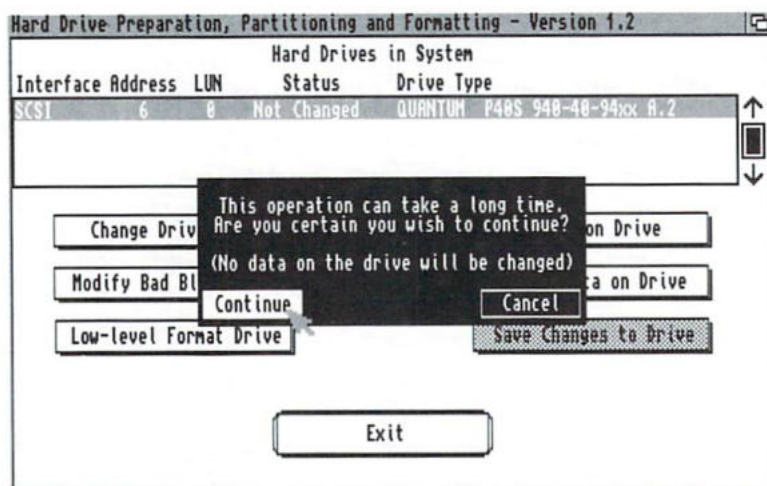 Hard Drive Preparation, Partitioning and Formatting - Version 1.2
Hard Drives in System
Interface Address LUN Status Drive Type
SCSI 6 0 Not Changed QUANTUM P40S 940-40-94xx A.2
This operation can take a long time.
Change Driv
Are you certain you wish to continue?
on Drive
(No data on the drive will be changed)
Modify Bad Bl
ta on Drive
Continue Cancel
Low-level Format Drive Save Changes to Drive
Exit